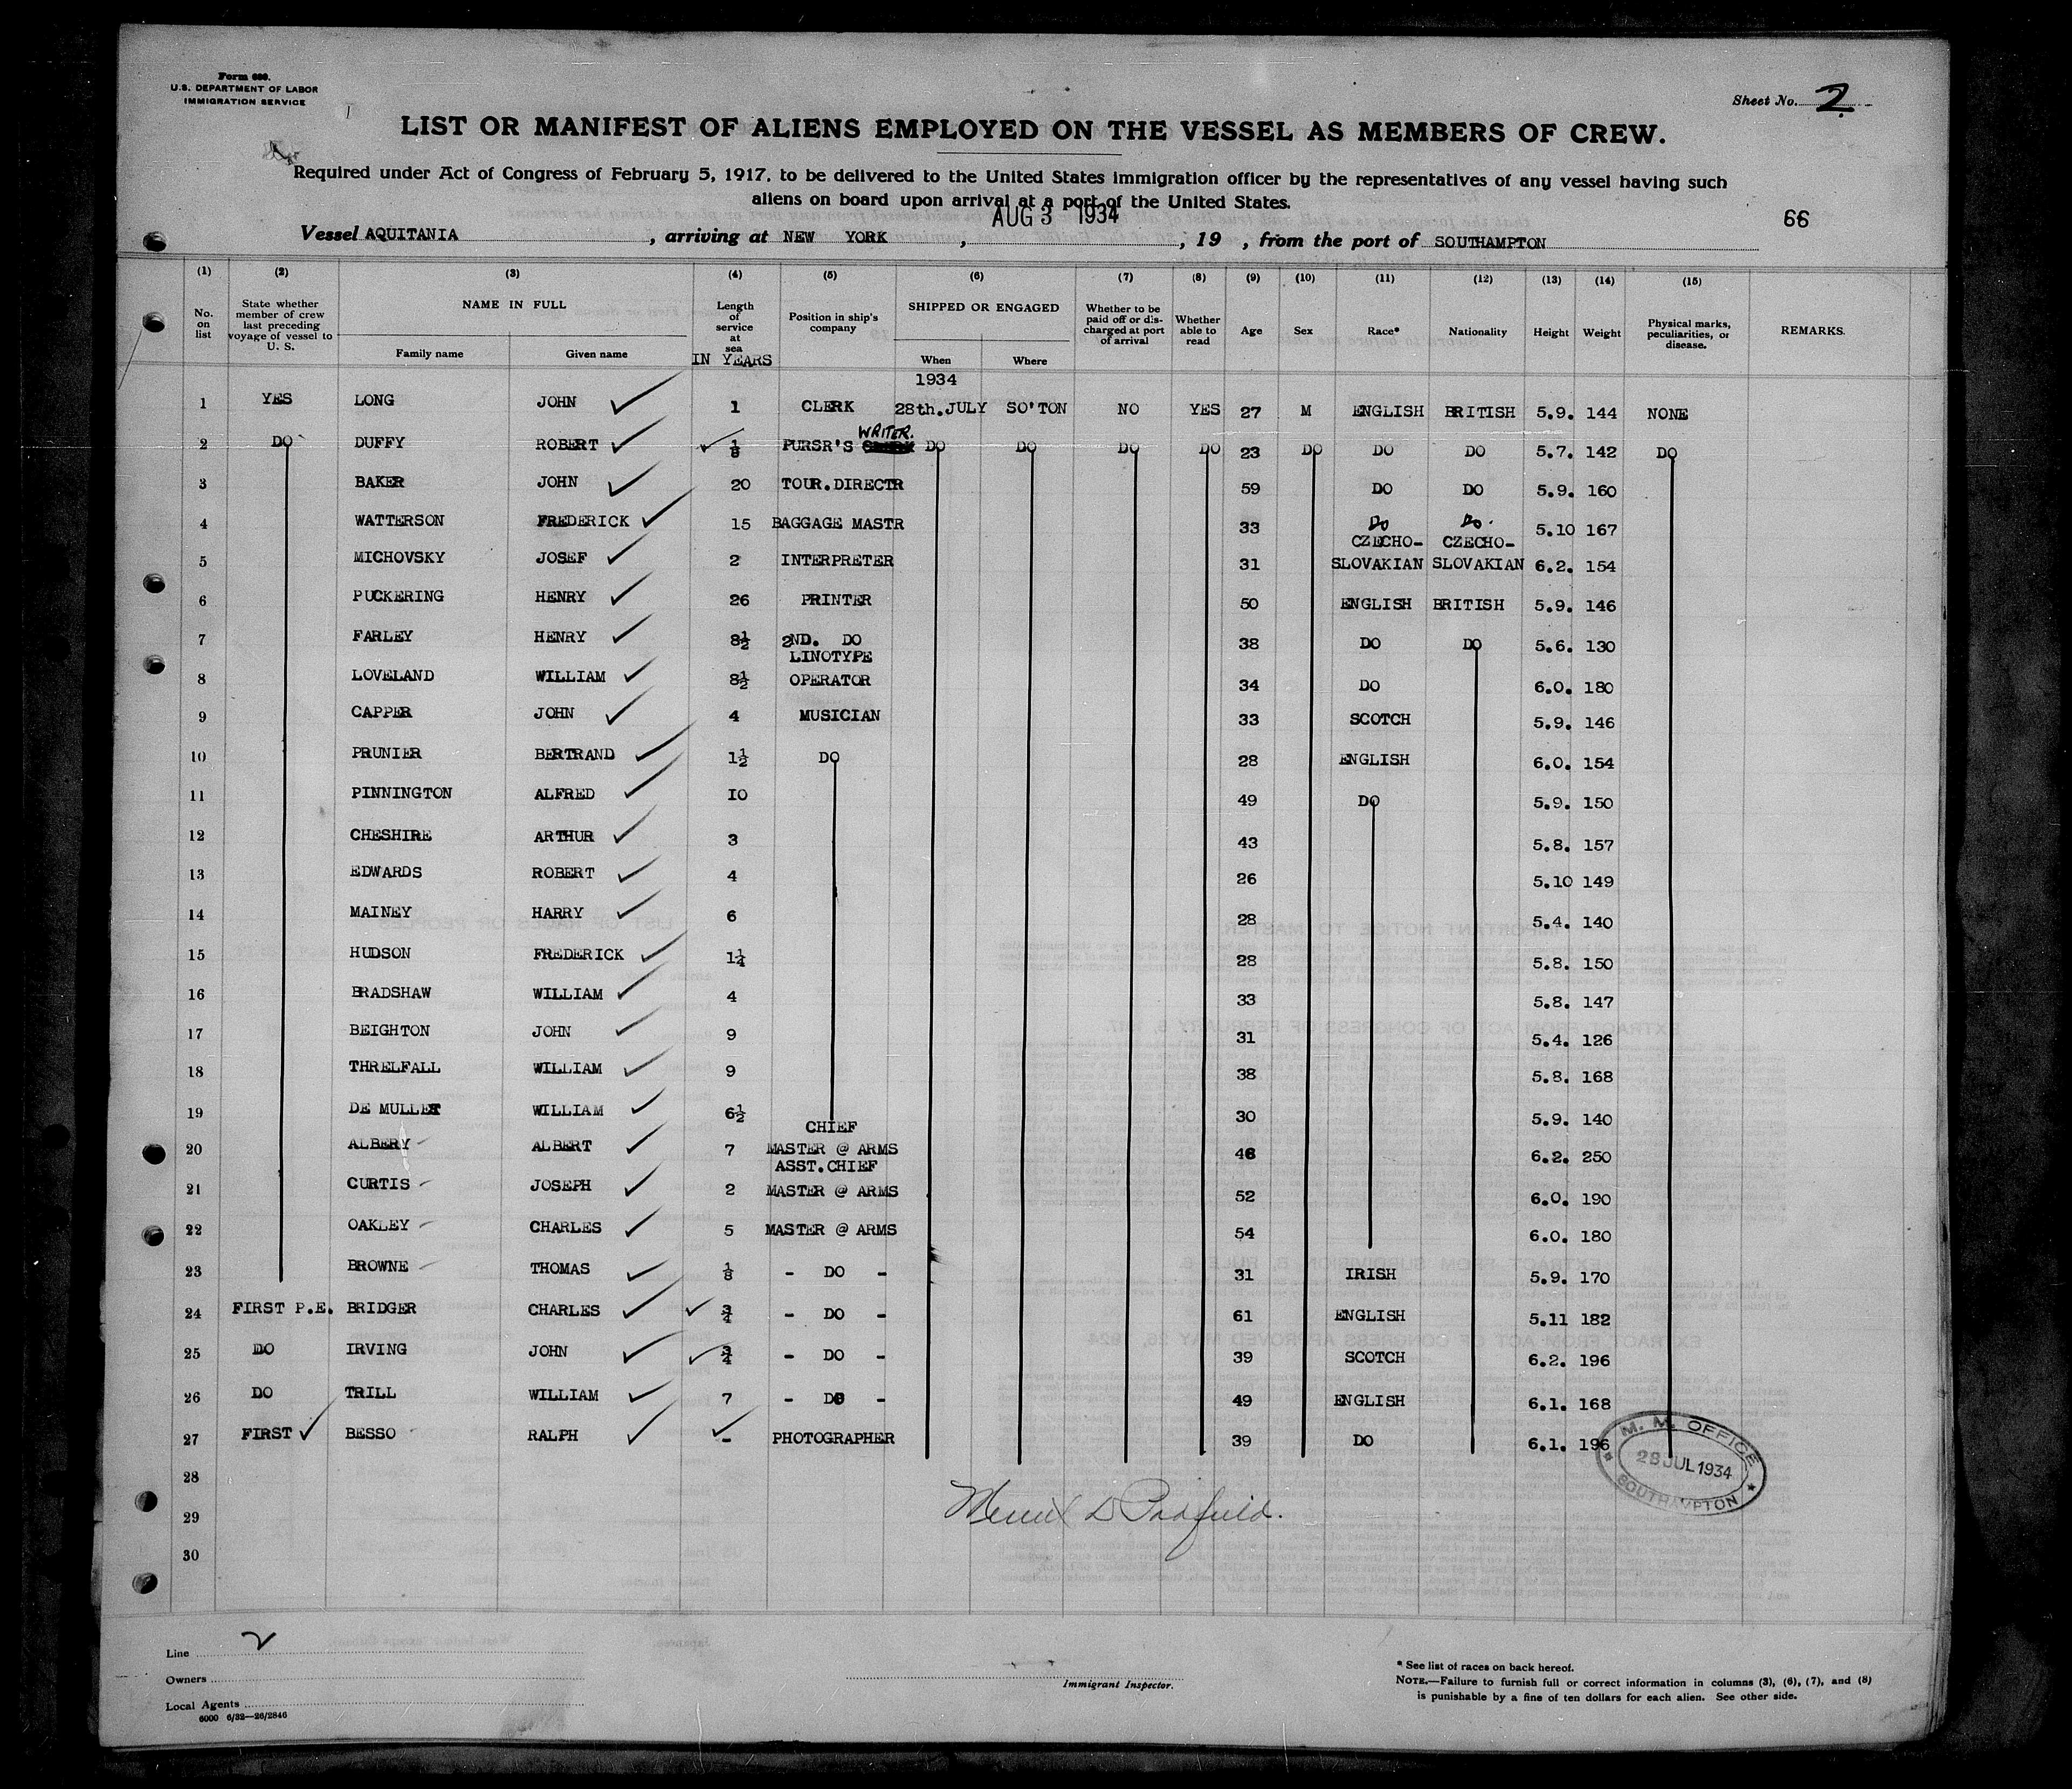 Form 680.
U.S. DEPARTMENT OF LABOR
IMMIGRATION SERVICE
Sheet No. 2
LIST OR MANIFEST OF ALIENS EMPLOYED ON THE VESSEL AS MEMBERS OF CREW.
Required under Act of Congress of February 5, 1917, to be delivered to the United States immigration officer by the representatives of any vessel having such
aliens on board upon arrival at a port of the United States.
AUG 3 1934
66
Vessel AQUITANIA, arriving at NEW YORK, , 19 , from the port of SOUTHAMPTON
(1) (2) (3) (4) (5) (6) (7) (8) (9) (10) (11) (12) (13) (14) (15)
No. on list State whether member of crew last preceding voyage of vessel to U. S. NAME IN FULL Length of service at sea IN YEARS Position in ship's company SHIPPED OR ENGAGED Whether to be paid off or discharged at port of arrival Whether able to read Age Sex Race* Nationality Height Weight Physical marks, peculiarities, or disease. REMARKS.
Family name Given name When Where
1934
1 YES LONG JOHN 1 CLERK 28th.JULY SO'TON NO YES 27 M ENGLISH BRITISH 5.9. 144 NONE
WRITER.
2 DO DUFFY ROBERT 1/8 PURSR'S DO DO DO DO 23 DO DO DO 5.7. 142 DO
3 BAKER JOHN 20 TOUR.DIRECTR 59 DO DO 5.9. 160
4 WATTERSON FREDERICK 15 BAGGAGE MASTR 33 Do Do. 5.10 167
CZECHO- CZECHO-
5 MICHOVSKY JOSEF 2 INTERPRETER 31 SLOVAKIAN SLOVAKIAN 6.2. 154
6 PUCKERING HENRY 26 PRINTER 50 ENGLISH BRITISH 5.9. 146
7 FARLEY HENRY 8½ 2ND. DO 38 DO DO 5.6. 130
LINOTYPE
8 LOVELAND WILLIAM 8½ OPERATOR 34 DO 6.0. 180
9 CAPPER JOHN 4 MUSICIAN 33 SCOTCH 5.9. 146
10 PRUNIER BERTRAND 1½ DO 28 ENGLISH 6.0. 154
11 PINNINGTON ALFRED IO 49 DO 5.9. 150
12 CHESHIRE ARTHUR 3 43 5.8. 157
13 EDWARDS ROBERT 4 26 5.10 149
14 MAINEY HARRY 6 28 5.4. 140
15 HUDSON FREDERICK 1¼ 28 5.8. 150
16 BRADSHAW WILLIAM 4 33 5.8. 147
17 BEIGHTON JOHN 9 31 5.4. 126
18 THRELFALL WILLIAM 9 38 5.8. 168
19 DE MULLET WILLIAM 6½ 30 5.9. 140
CHIEF
20 ALBERY ALBERT 7 MASTER @ ARMS 46 6.2. 250
ASST.CHIEF
21 CURTIS JOSEPH 2 MASTER @ ARMS 52 6.0. 190
22 OAKLEY CHARLES 5 MASTER @ ARMS 54 6.0. 180
23 BROWNE THOMAS 1/8 - DO - 31 IRISH 5.9. 170
24 FIRST P.E. BRIDGER CHARLES ¾ - DO - 61 ENGLISH 5.11 182
25 DO IRVING JOHN ¾ - DO - 39 SCOTCH 6.2. 196
26 DO TRILL WILLIAM 7 - DO - 49 ENGLISH 6.1. 168
27 FIRST BESSO RALPH - PHOTOGRAPHER 39 DO 6.1. 196
28
29
30
M. M. OFFICE
28 JUL 1934
SOUTHAMPTON
Line
Owners
Local Agents
6000 6/32—26/2846
Immigrant Inspector.
* See list of races on back hereof.
NOTE.—Failure to furnish full or correct information in columns (3), (6), (7), and (8)
is punishable by a fine of ten dollars for each alien. See other side.